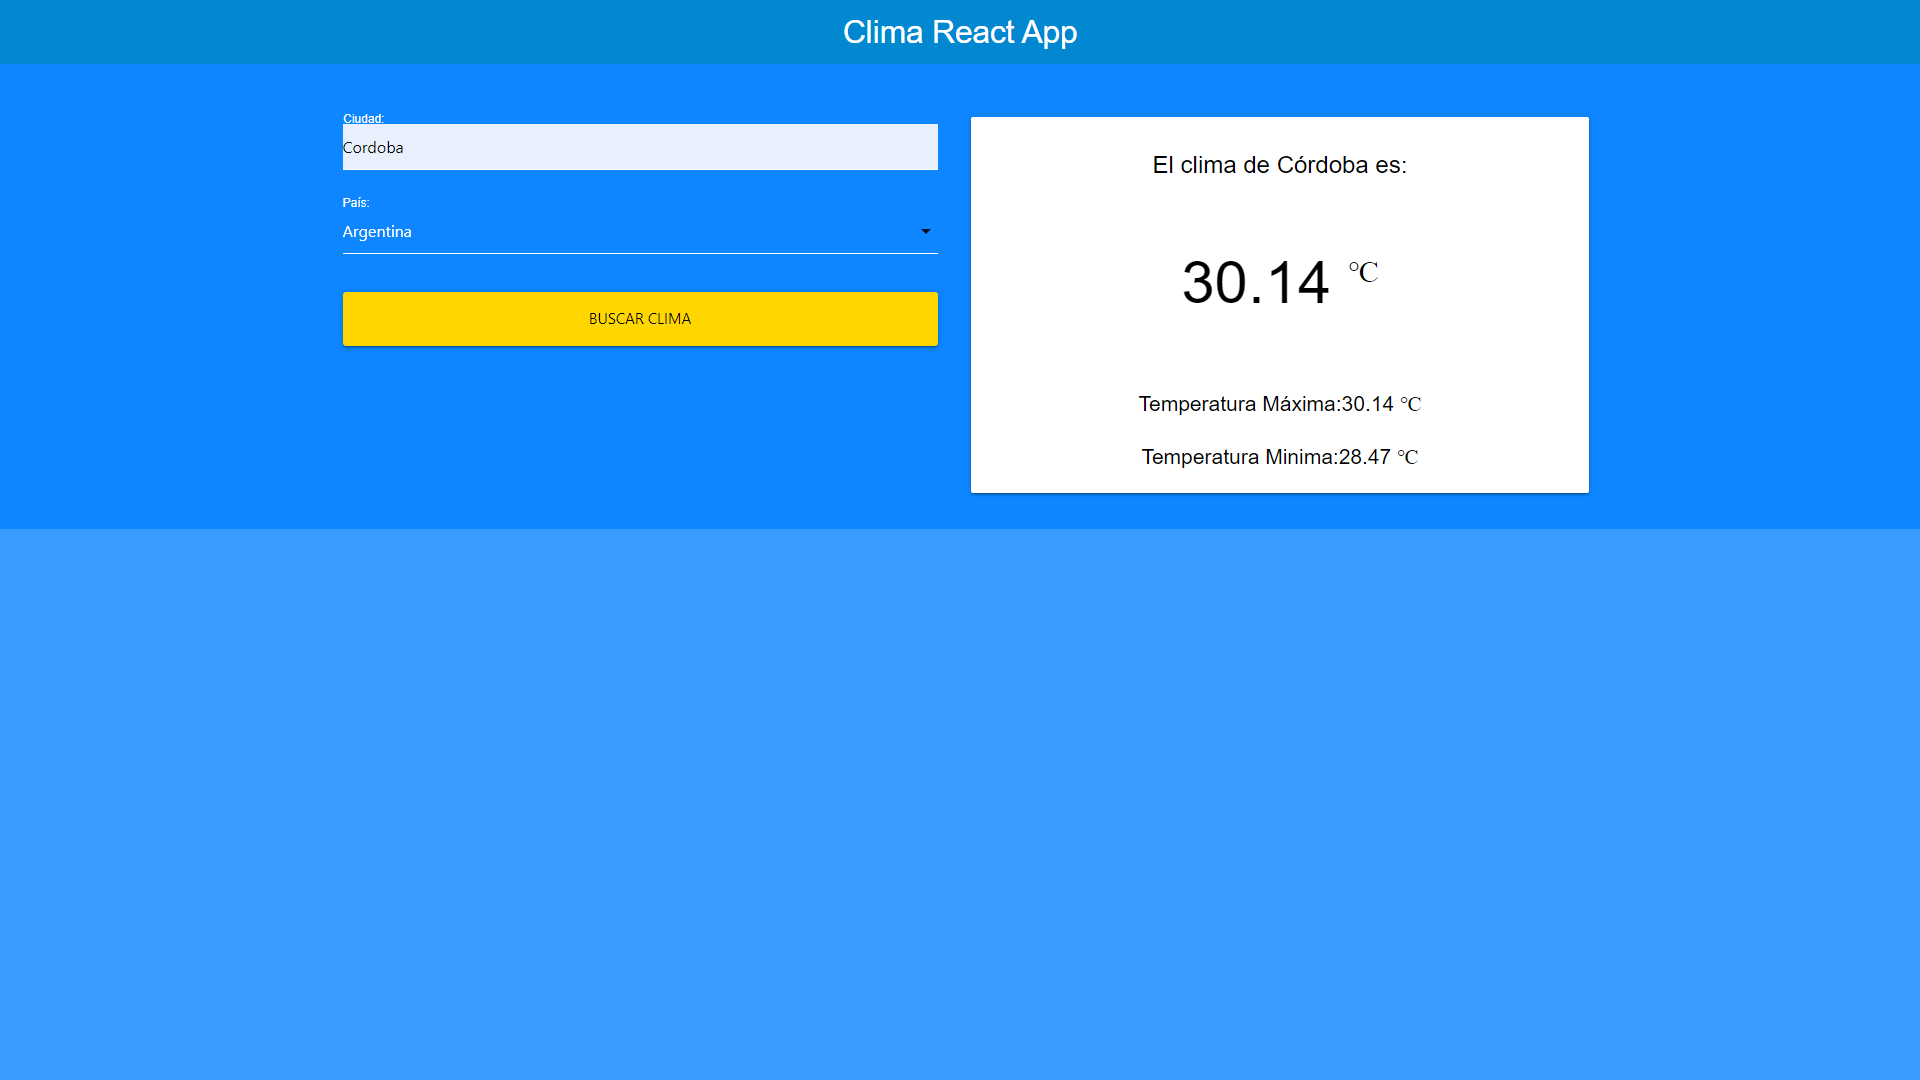 Clima React App
Ciudad:
Cordoba
País:
Argentina
BUSCAR CLIMA
El clima de Córdoba es:
30.14 ℃
Temperatura Máxima:30.14 ℃
Temperatura Minima:28.47 ℃